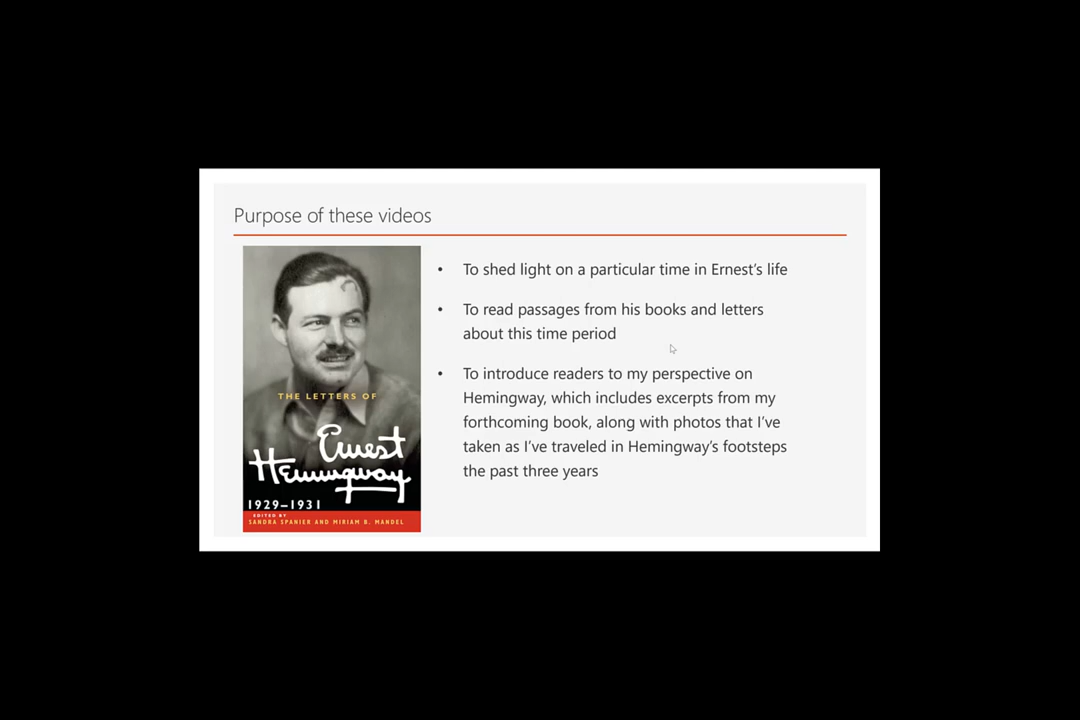 Purpose of these videos
THE LETTERS OF
Ernest
Hemingway
1929–1931
EDITED BY
SANDRA SPANIER AND MIRIAM B. MANDEL
• To shed light on a particular time in Ernest's life
• To read passages from his books and letters
about this time period
• To introduce readers to my perspective on
Hemingway, which includes excerpts from my
forthcoming book, along with photos that I've
taken as I've traveled in Hemingway's footsteps
the past three years